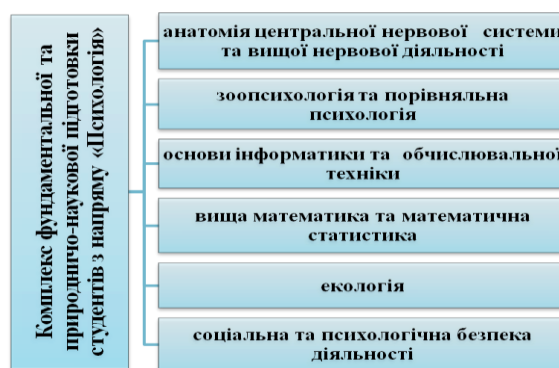 Комплекс фундаментальної та
природничо-наукової підготовки
студентів з напряму «Психологія»
анатомія центральної нервової системи
та вищої нервової діяльності
зоопсихологія та порівняльна
психологія
основи інформатики та обчислювальної
техніки
вища математика та математична
статистика
екологія
соціальна та психологічна безпека
діяльності